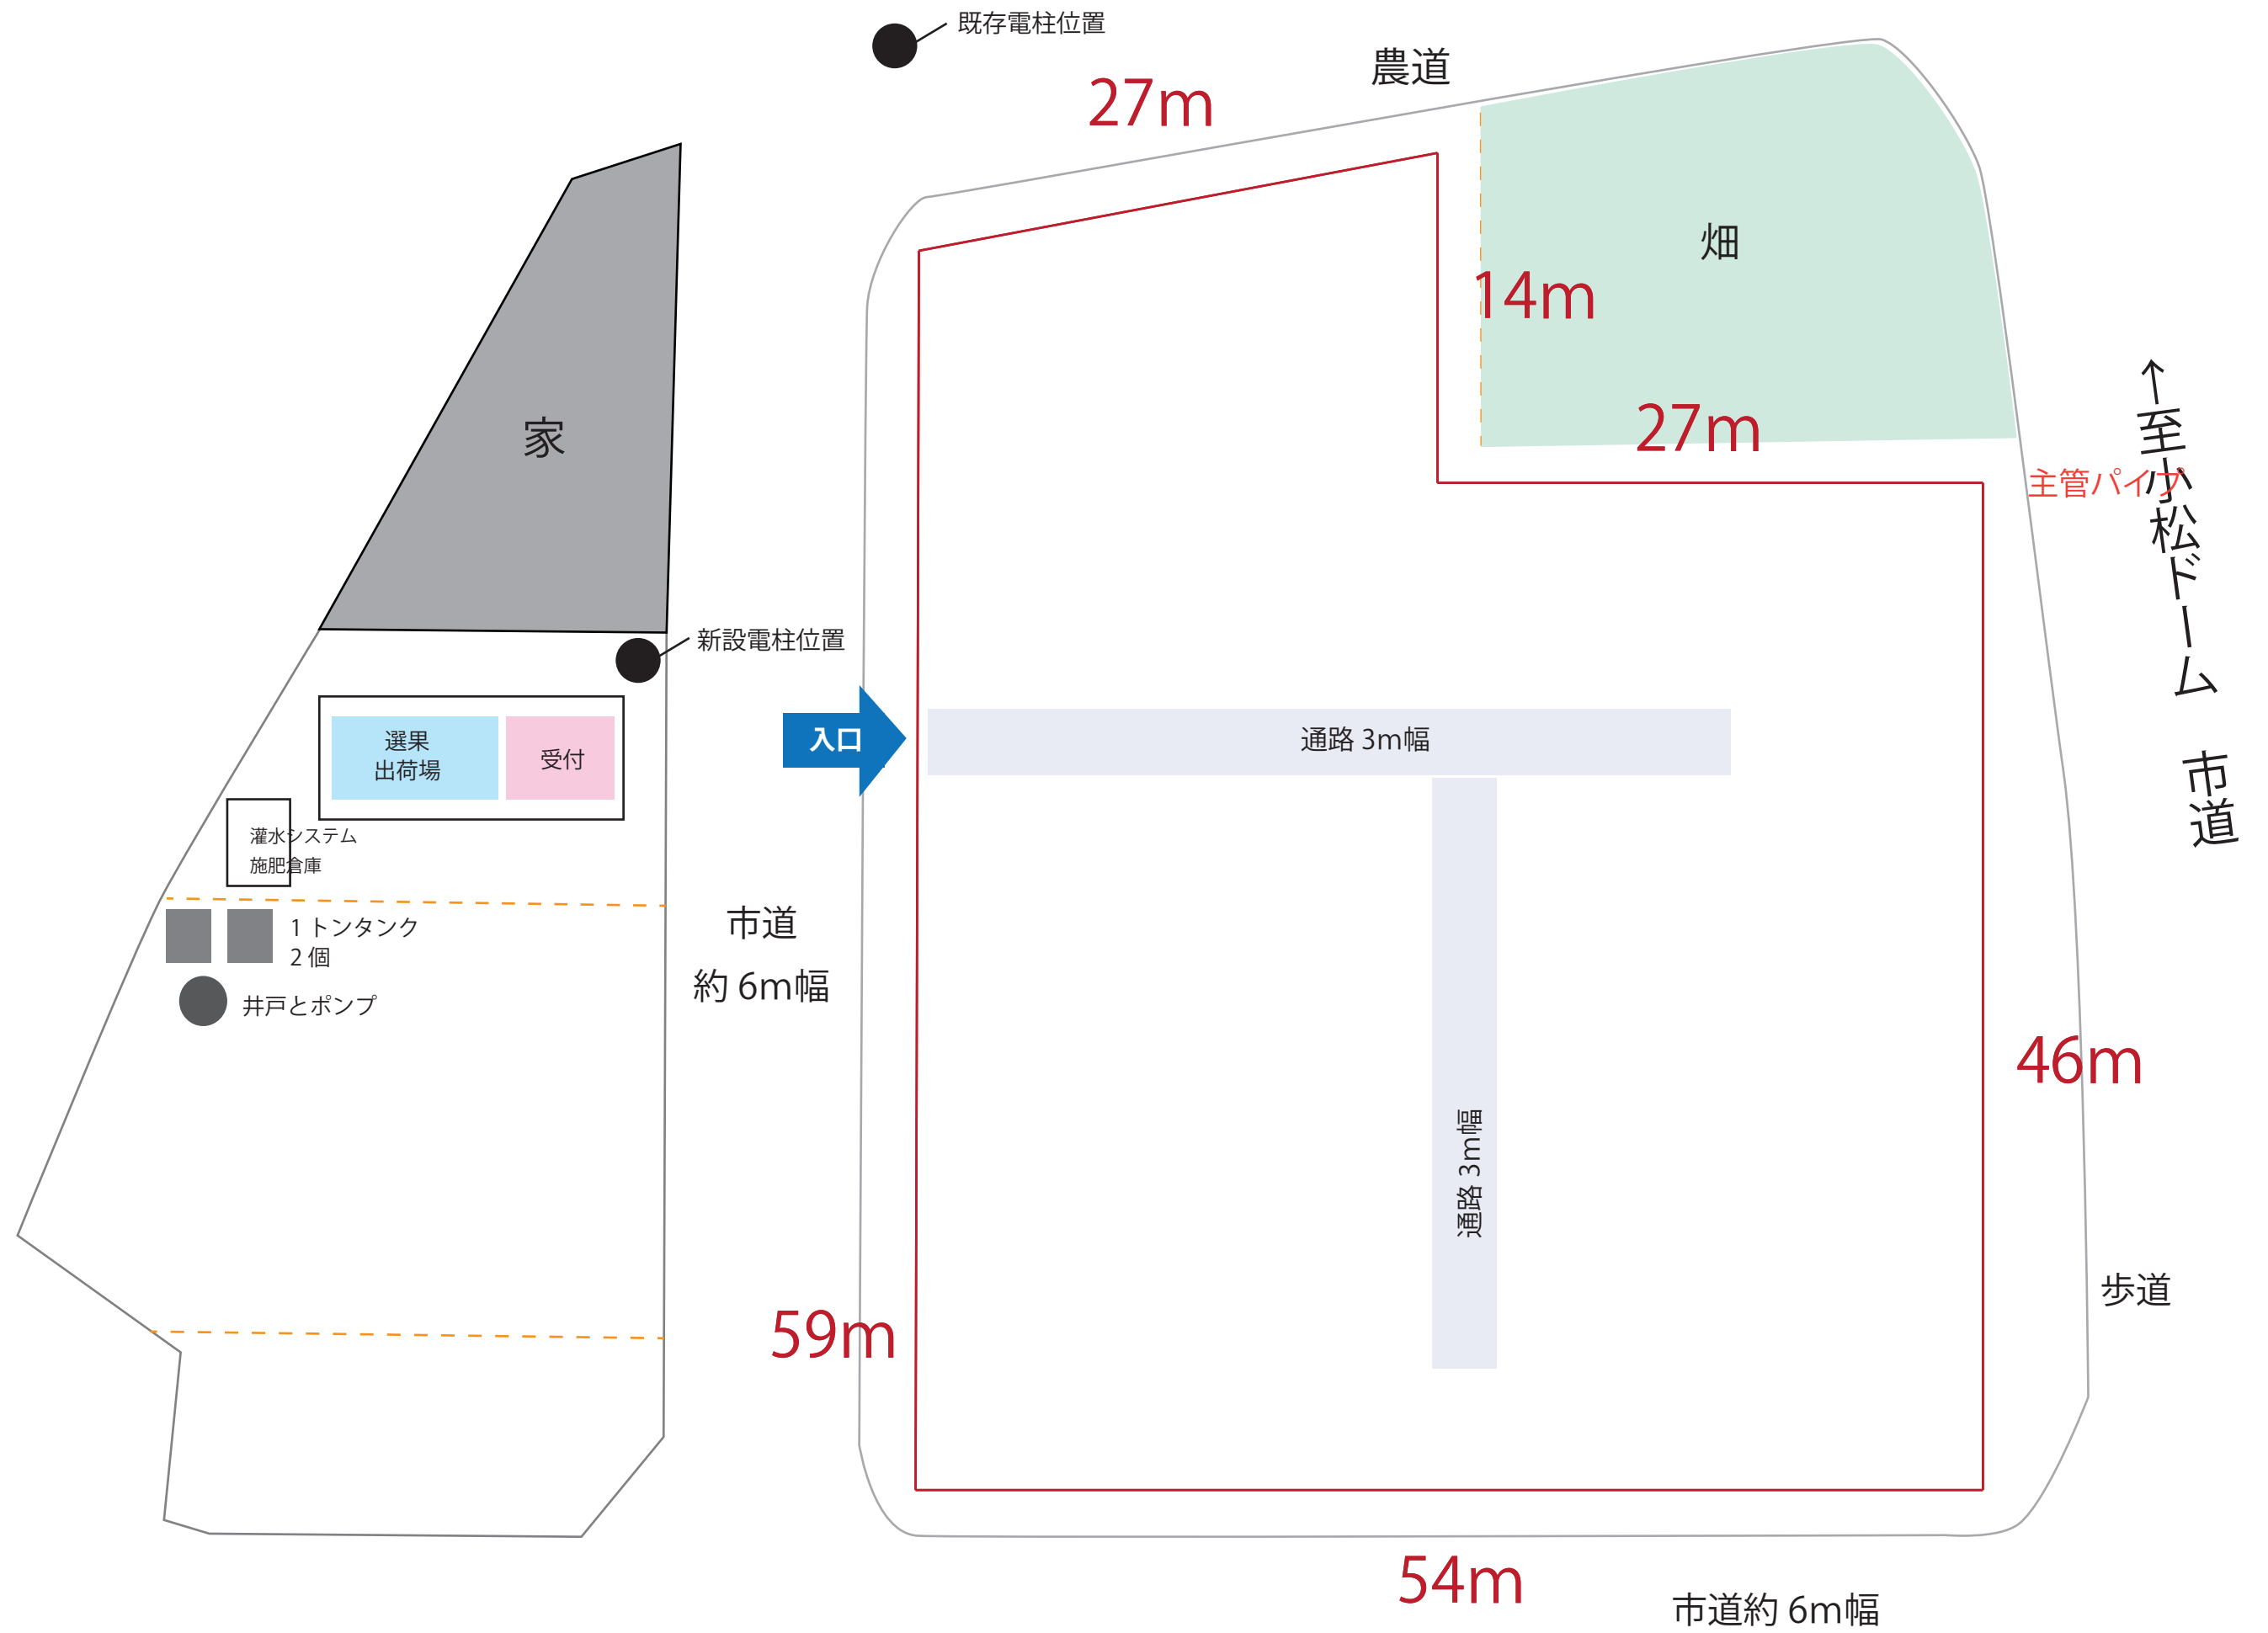 既存電柱位置
農道
27m
畑
14m
27m
家
主管パイプ
←至小松ドーム　市道
新設電柱位置
入口
通路 3m幅
選果
出荷場
受付
灌水システム
施肥倉庫
1 トンタンク
2 個
井戸とポンプ
市道
約 6m幅
46m
通路 3m幅
歩道
59m
54m
市道約 6m幅